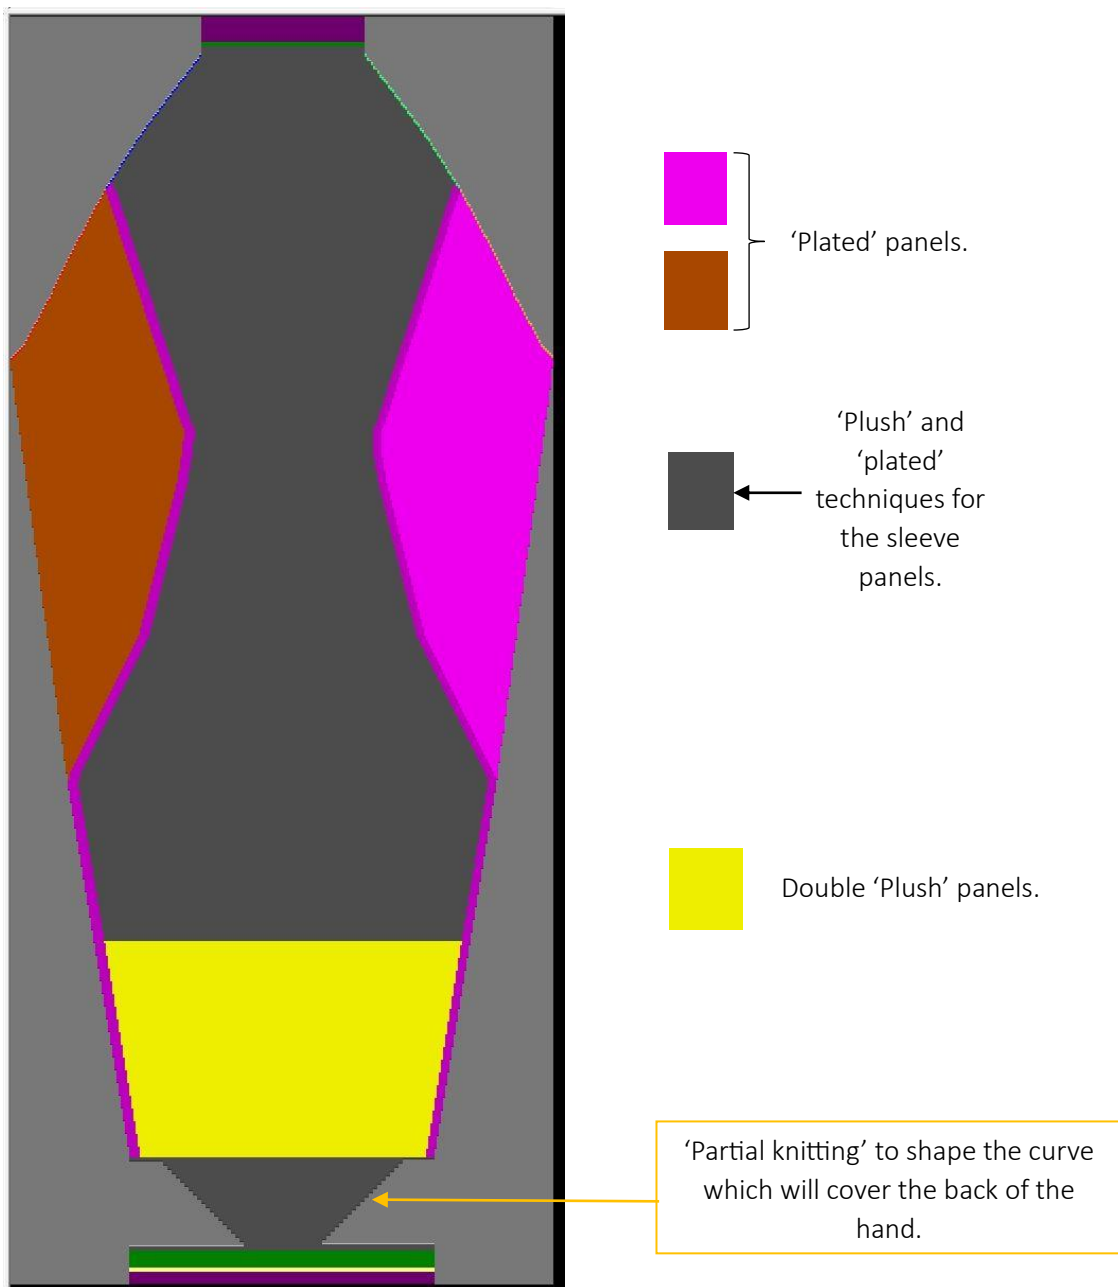 ‘Plated’ panels.
‘Plush’ and
‘plated’
techniques for
the sleeve
panels.
Double ‘Plush’ panels.
‘Partial knitting’ to shape the curve
which will cover the back of the
hand.